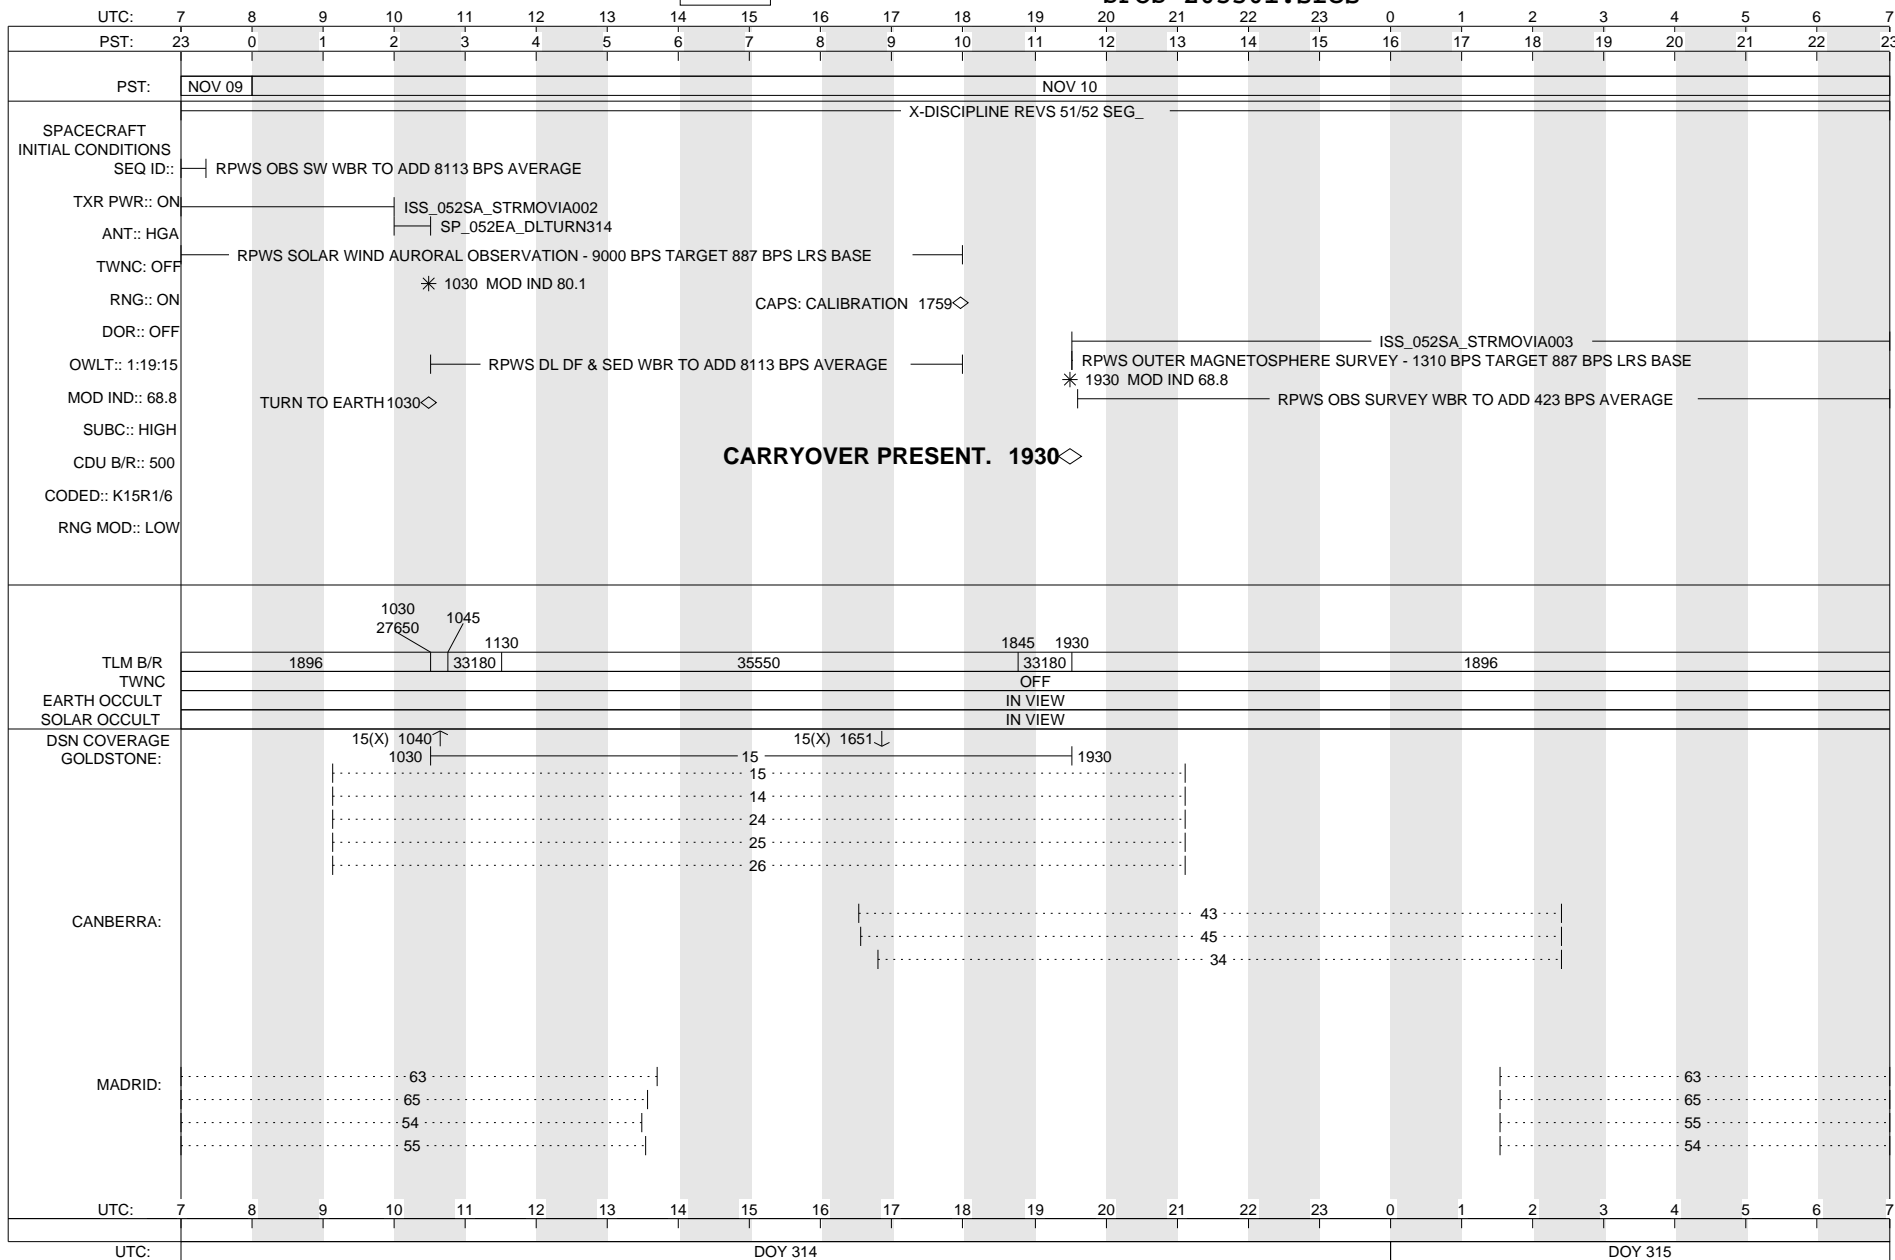 UTC: 7 8 9 10 11 12 13 14 15 16 17 18 19 20 21 22 23 0 1 2 3 4 5 6 7
PST: 23 0 1 2 3 4 5 6 7 8 9 10 11 12 13 14 15 16 17 18 19 20 21 22 23
PST: NOV 09 NOV 10
X-DISCIPLINE REVS 51/52 SEG_
SPACECRAFT
INITIAL CONDITIONS
SEQ ID:: RPWS OBS SW WBR TO ADD 8113 BPS AVERAGE
TXR PWR:: ON ISS_052SA_STRMOVIA002
SP_052EA_DLTURN314
ANT:: HGA
RPWS SOLAR WIND AURORAL OBSERVATION - 9000 BPS TARGET 887 BPS LRS BASE
TWNC: OFF
1030 MOD IND 80.1
RNG:: ON CAPS: CALIBRATION 1759
DOR:: OFF
ISS_052SA_STRMOVIA003
OWLT:: 1:19:15 RPWS DL DF & SED WBR TO ADD 8113 BPS AVERAGE RPWS OUTER MAGNETOSPHERE SURVEY - 1310 BPS TARGET 887 BPS LRS BASE
1930 MOD IND 68.8
MOD IND:: 68.8 TURN TO EARTH 1030 RPWS OBS SURVEY WBR TO ADD 423 BPS AVERAGE
SUBC:: HIGH
CDU B/R:: 500 CARRYOVER PRESENT. 1930
CODED:: K15R1/6
RNG MOD:: LOW
1030 1045
27650
1130 1845 1930
TLM B/R 1896 33180 35550 33180 1896
TWNC OFF
EARTH OCCULT IN VIEW
SOLAR OCCULT IN VIEW
DSN COVERAGE 15(X) 1040 15(X) 1651
GOLDSTONE: 1030 15 1930
15
14
24
25
26
CANBERRA: 43
45
34
MADRID: 63 63
65 65
54 55
55 54
UTC: 7 8 9 10 11 12 13 14 15 16 17 18 19 20 21 22 23 0 1 2 3 4 5 6 7
UTC: DOY 314 DOY 315